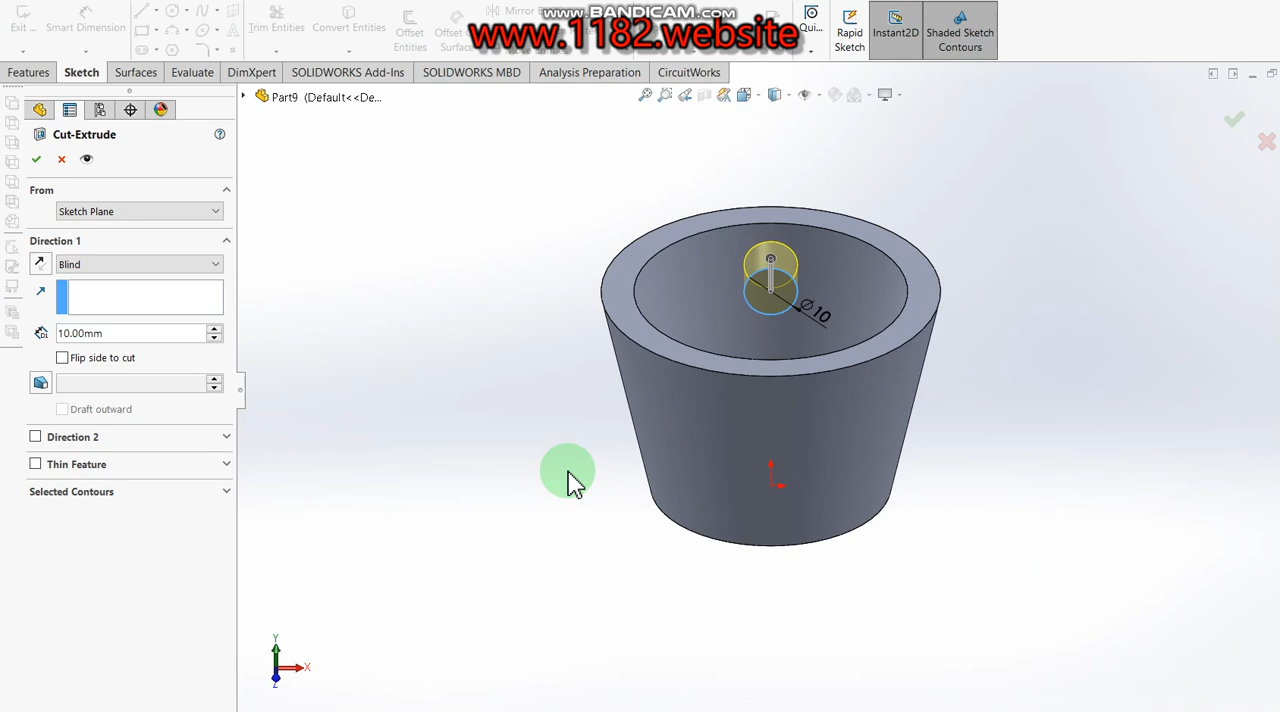 www.BANDICAM.com
www.1182.website
Exit ...
Smart Dimension
Trim Entities
Convert Entities
Offset Entities
Offset
Surfac...
Mirror
Qui...
Rapid Sketch
Instant2D
Shaded Sketch Contours
Features
Sketch
Surfaces
Evaluate
DimXpert
SOLIDWORKS Add-Ins
SOLIDWORKS MBD
Analysis Preparation
CircuitWorks
Part9 (Default<<De...
Cut-Extrude
From
Sketch Plane
Direction 1
Blind
10.00mm
Flip side to cut
Draft outward
Direction 2
Thin Feature
Selected Contours
Ø10
Y
X
Z